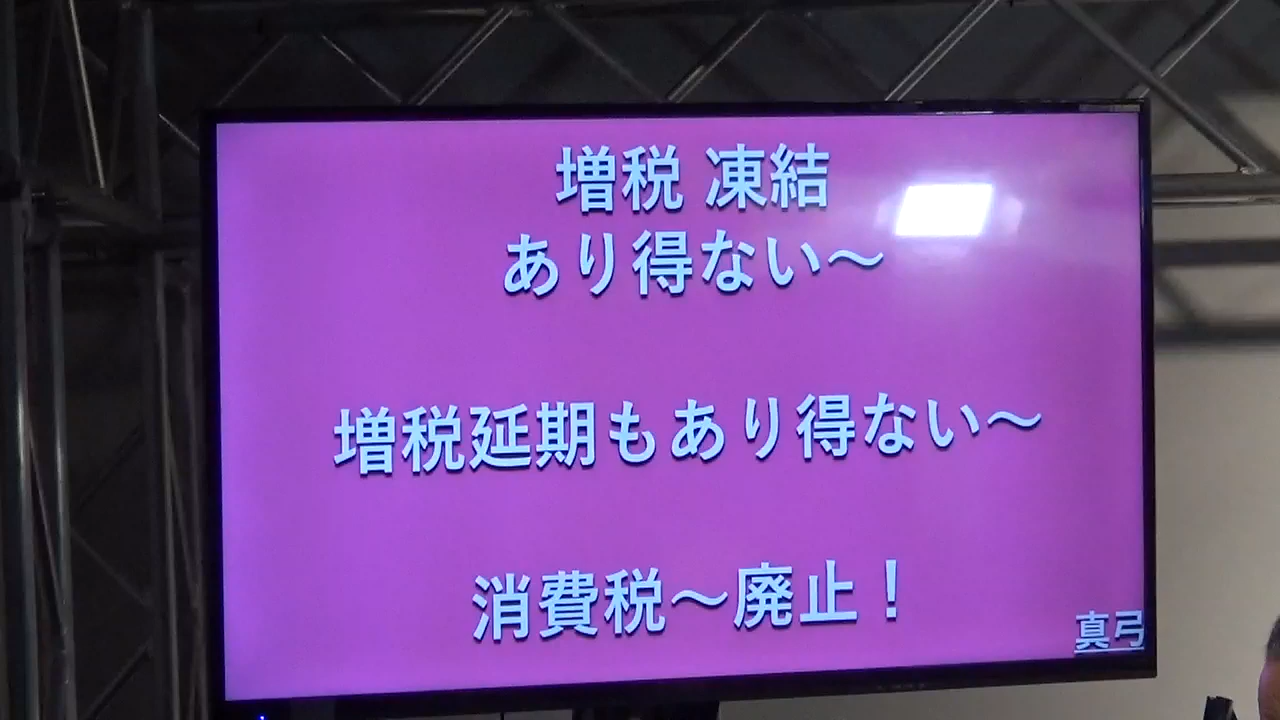 増税 凍結
あり得ない～
増税延期もあり得ない～
消費税～廃止！
真弓